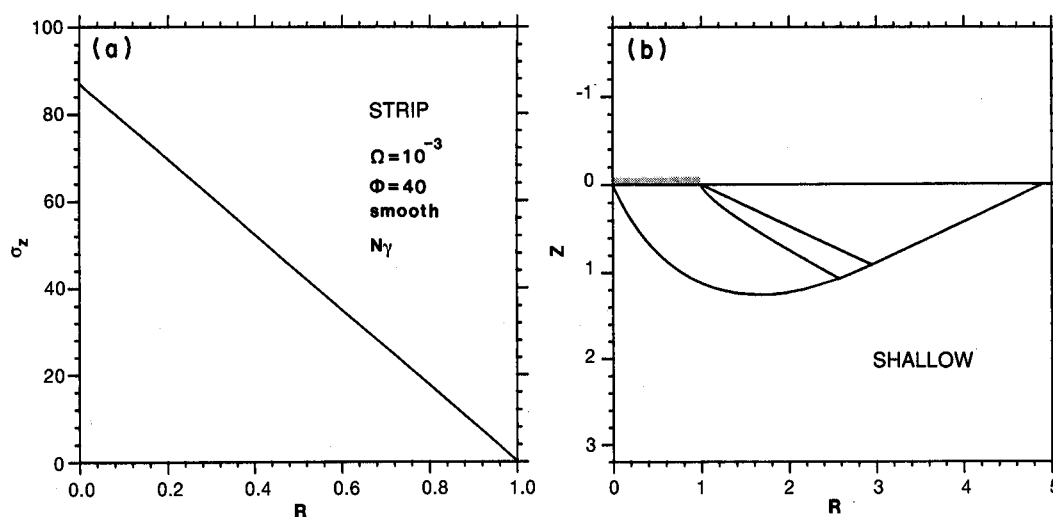 (a)
100
80
60
40
20
0
σz
STRIP
Ω=10⁻³
Φ=40
smooth
Nγ
0.0 0.2 0.4 0.6 0.8 1.0
R
(b)
-1
0
1
2
3
Z
SHALLOW
0 1 2 3 4 5
R